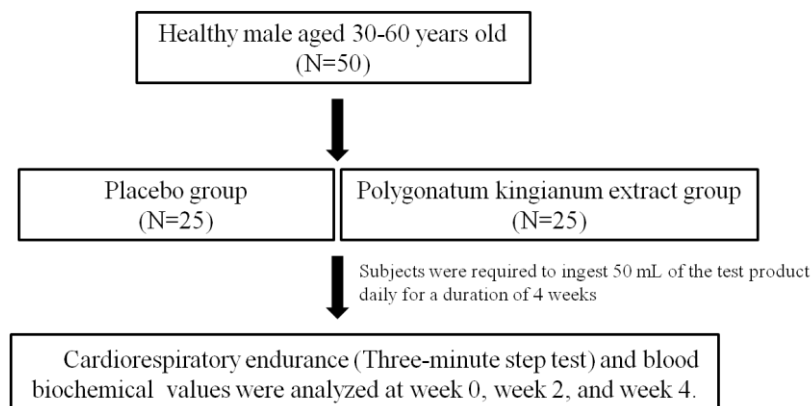 Healthy male aged 30-60 years old
(N=50)
Placebo group
(N=25)
Polygonatum kingianum extract group
(N=25)
Subjects were required to ingest 50 mL of the test product
daily for a duration of 4 weeks
Cardiorespiratory endurance (Three-minute step test) and blood
biochemical values were analyzed at week 0, week 2, and week 4.